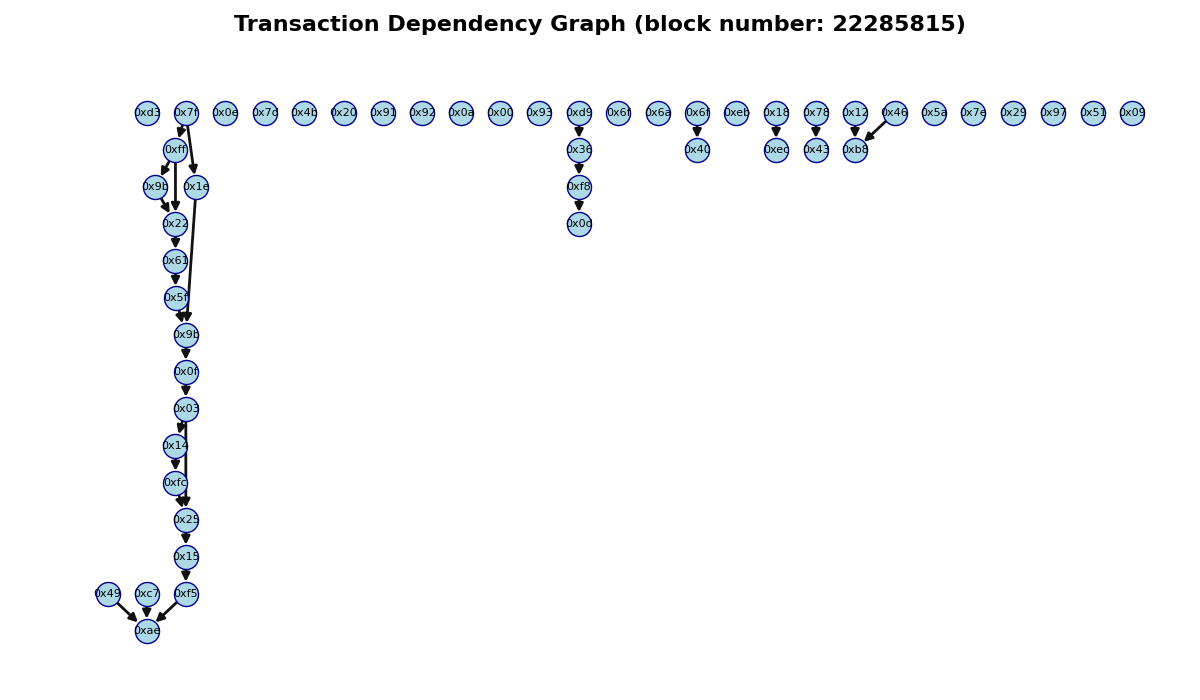 Transaction Dependency Graph (block number: 22285815)
0xd3 0x7f 0x0e 0x7d 0x4b 0x20 0x91 0x92 0x0a 0x00 0x93 0xd9 0x6f 0x6a 0x6f 0xeb 0x18 0x78 0x12 0x46 0x5a 0x7e 0x29 0x97 0x51 0x09
0xff 0x36 0x40 0xec 0x43 0xb8
0x9b 0x1e 0xf8
0x22 0x0d
0x61
0x5f
0x9b
0x0f
0x03
0x14
0xfc
0x25
0x15
0x49 0xc7 0xf5
0xae